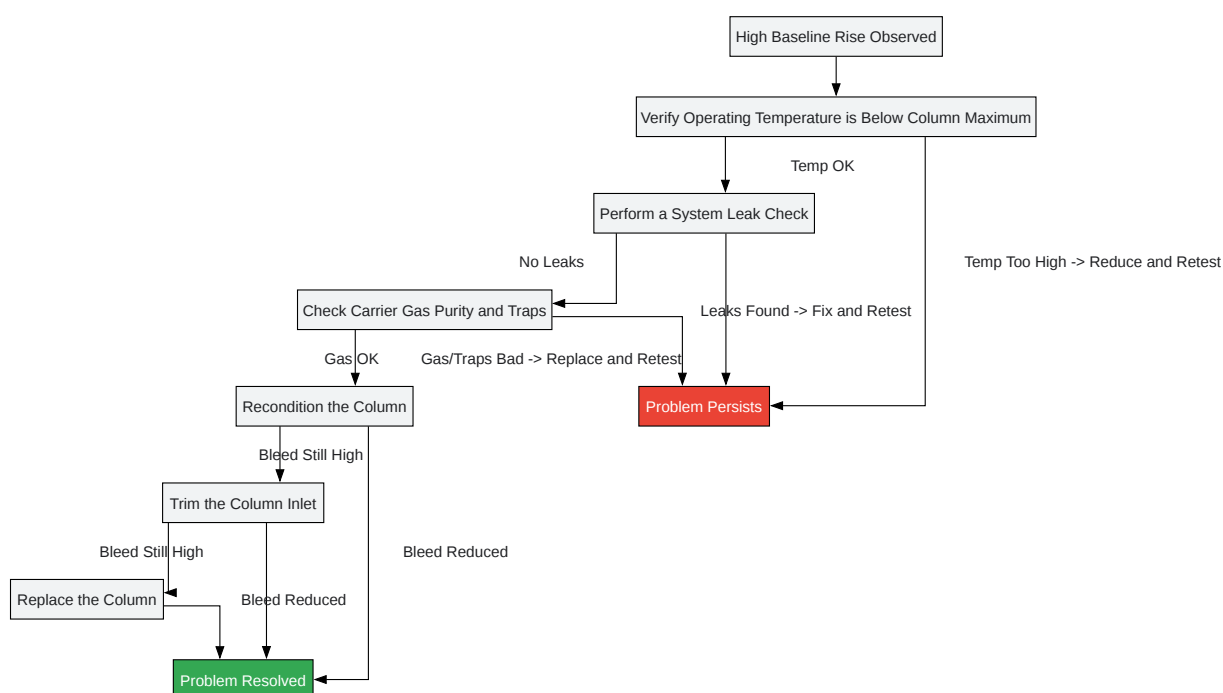 High Baseline Rise Observed
Verify Operating Temperature is Below Column Maximum
Temp OK
Perform a System Leak Check
No Leaks
Temp Too High -> Reduce and Retest
Check Carrier Gas Purity and Traps
Leaks Found -> Fix and Retest
Gas OK
Gas/Traps Bad -> Replace and Retest
Recondition the Column
Problem Persists
Bleed Still High
Trim the Column Inlet
Bleed Still High
Bleed Reduced
Replace the Column
Bleed Reduced
Problem Resolved